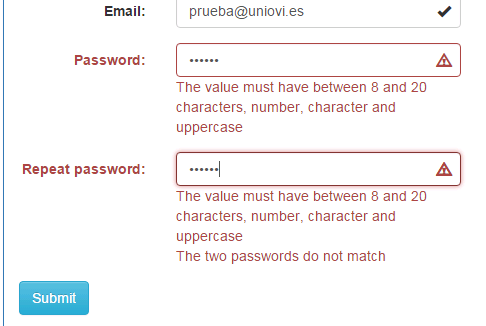 Email: prueba@uniovi.es
Password: ••••••
The value must have between 8 and 20
characters, number, character and
uppercase
Repeat password: ••••••
The value must have between 8 and 20
characters, number, character and
uppercase
The two passwords do not match
Submit